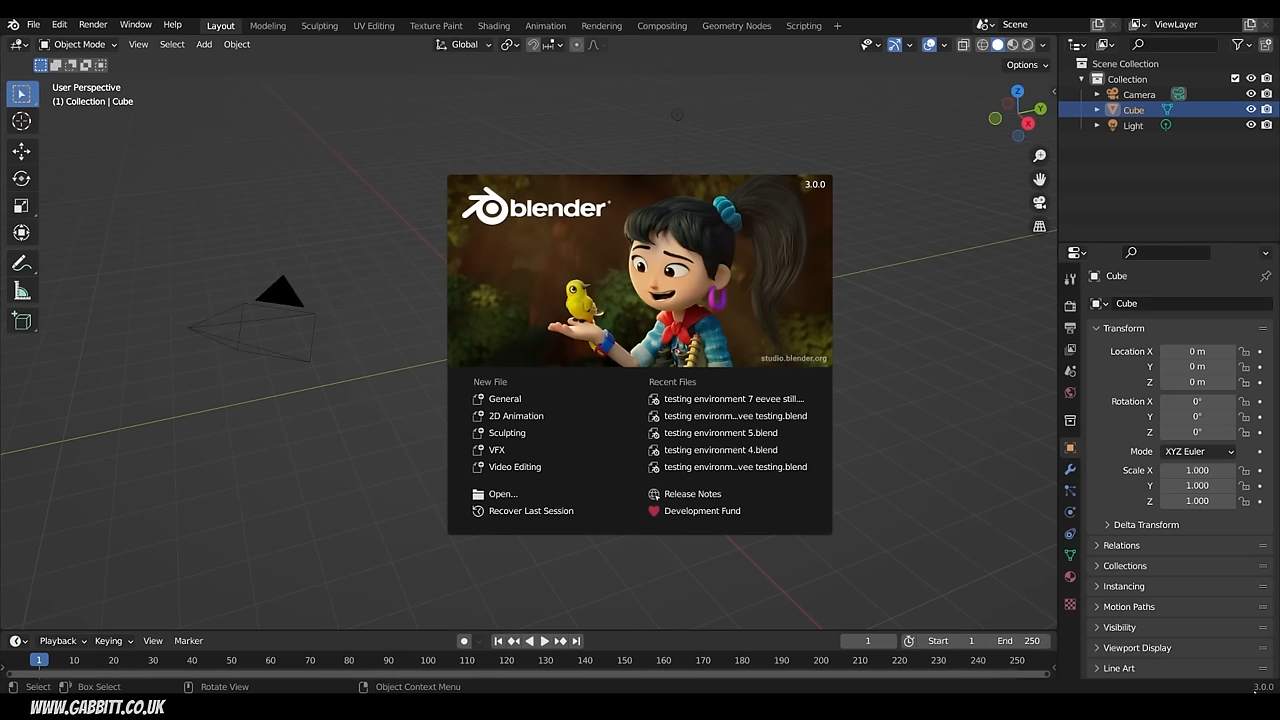 File Edit Render Window Help Layout Modeling Sculpting UV Editing Texture Paint Shading Animation Rendering Compositing Geometry Nodes Scripting + Scene ViewLayer
Object Mode View Select Add Object Global
Options
User Perspective
(1) Collection | Cube
Z
Y
X
Scene Collection
Collection
Camera
Cube
Light
3.0.0
blender
studio.blender.org
New File
General
2D Animation
Sculpting
VFX
Video Editing
Open...
Recover Last Session
Recent Files
testing environment 7 eevee still....
testing environm...vee testing.blend
testing environment 5.blend
testing environment 4.blend
testing environm...vee testing.blend
Release Notes
Development Fund
Cube
Cube
Transform
Location X 0 m
Y 0 m
Z 0 m
Rotation X 0°
Y 0°
Z 0°
Mode XYZ Euler
Scale X 1.000
Y 1.000
Z 1.000
Delta Transform
Relations
Collections
Instancing
Motion Paths
Visibility
Viewport Display
Line Art
Playback Keying View Marker 1 Start 1 End 250
1 10 20 30 40 50 60 70 80 90 100 110 120 130 140 150 160 170 180 190 200 210 220 230 240 250
Select Box Select Rotate View Object Context Menu 3.0.0
WWW.GABBITT.CO.UK